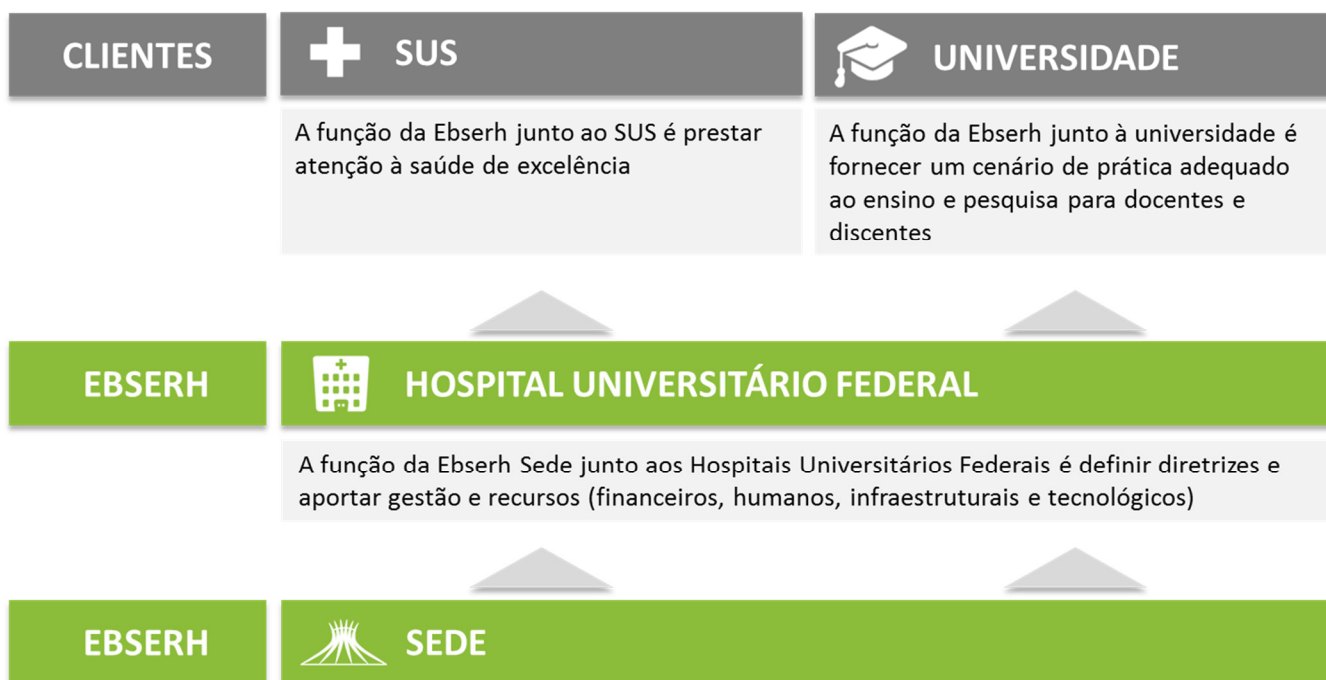 CLIENTES
SUS
UNIVERSIDADE
A função da Ebserh junto ao SUS é prestar
atenção à saúde de excelência
A função da Ebserh junto à universidade é
fornecer um cenário de prática adequado
ao ensino e pesquisa para docentes e
discentes
EBSERH
HOSPITAL UNIVERSITÁRIO FEDERAL
A função da Ebserh Sede junto aos Hospitais Universitários Federais é definir diretrizes e
aportar gestão e recursos (financeiros, humanos, infraestruturais e tecnológicos)
EBSERH
SEDE